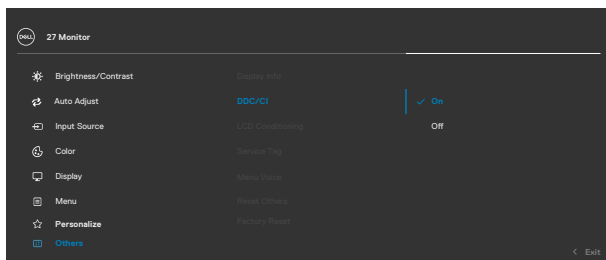 DELL
27 Monitor
Brightness/Contrast
Display Info
Auto Adjust
DDC/CI
✓ On
Input Source
LCD Conditioning
Off
Color
Service Tag
Display
Menu Voice
Menu
Reset Others
Personalize
Factory Reset
Others
< Exit